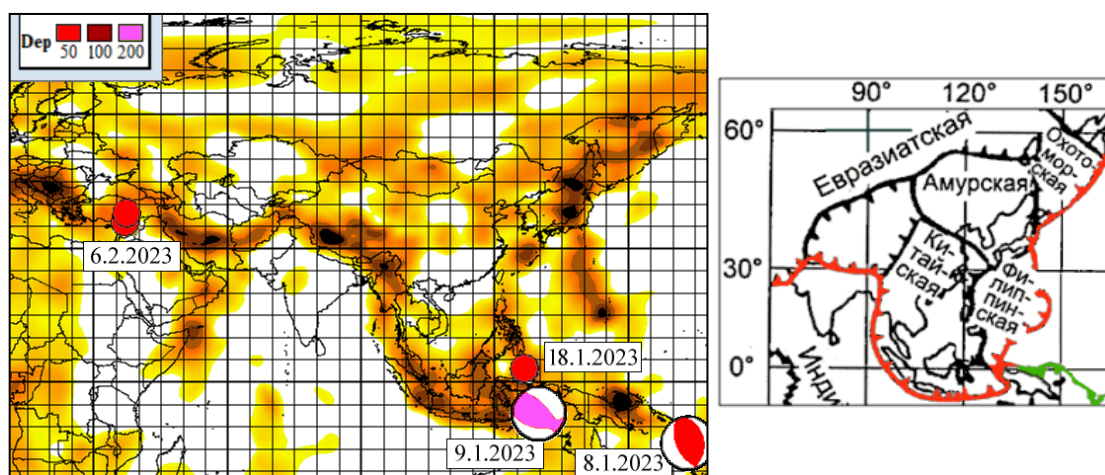 Dep
50 100 200
6.2.2023
18.1.2023
9.1.2023
8.1.2023
90° 120° 150°
60°
30°
0°
Евразиатская
Охото-
мор-
ская
Амурская
Ки-
тай-
ская
Фи-
лип-
пин-
ская
Инди